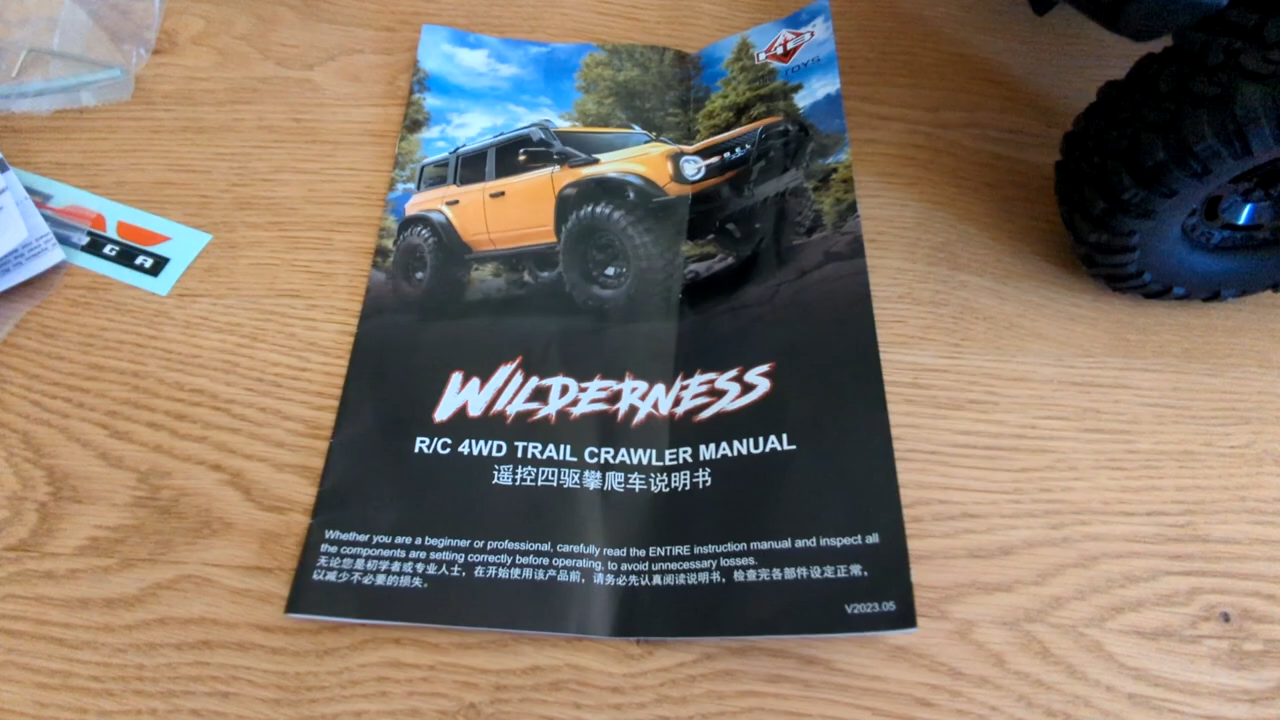 HB
TOYS
G R
WILDERNESS
R/C 4WD TRAIL CRAWLER MANUAL
遥控四驱攀爬车说明书
Whether you are a beginner or professional, carefully read the ENTIRE instruction manual and inspect all
the components are setting correctly before operating, to avoid unnecessary losses.
无论您是初学者或专业人士，在开始使用该产品前，请务必先认真阅读说明书，检查完各部件设定正常，
以减少不必要的损失。
V2023.05